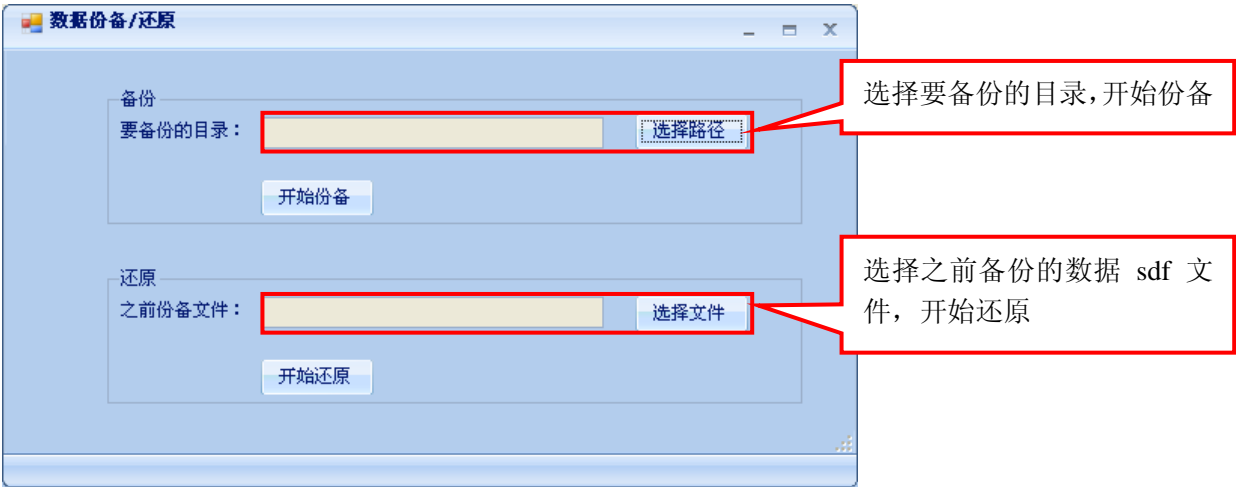 数据份备/还原
备份
要备份的目录：
选择路径
选择要备份的目录，开始份备
开始份备
还原
之前份备文件：
选择文件
选择之前备份的数据 sdf 文
件，开始还原
开始还原